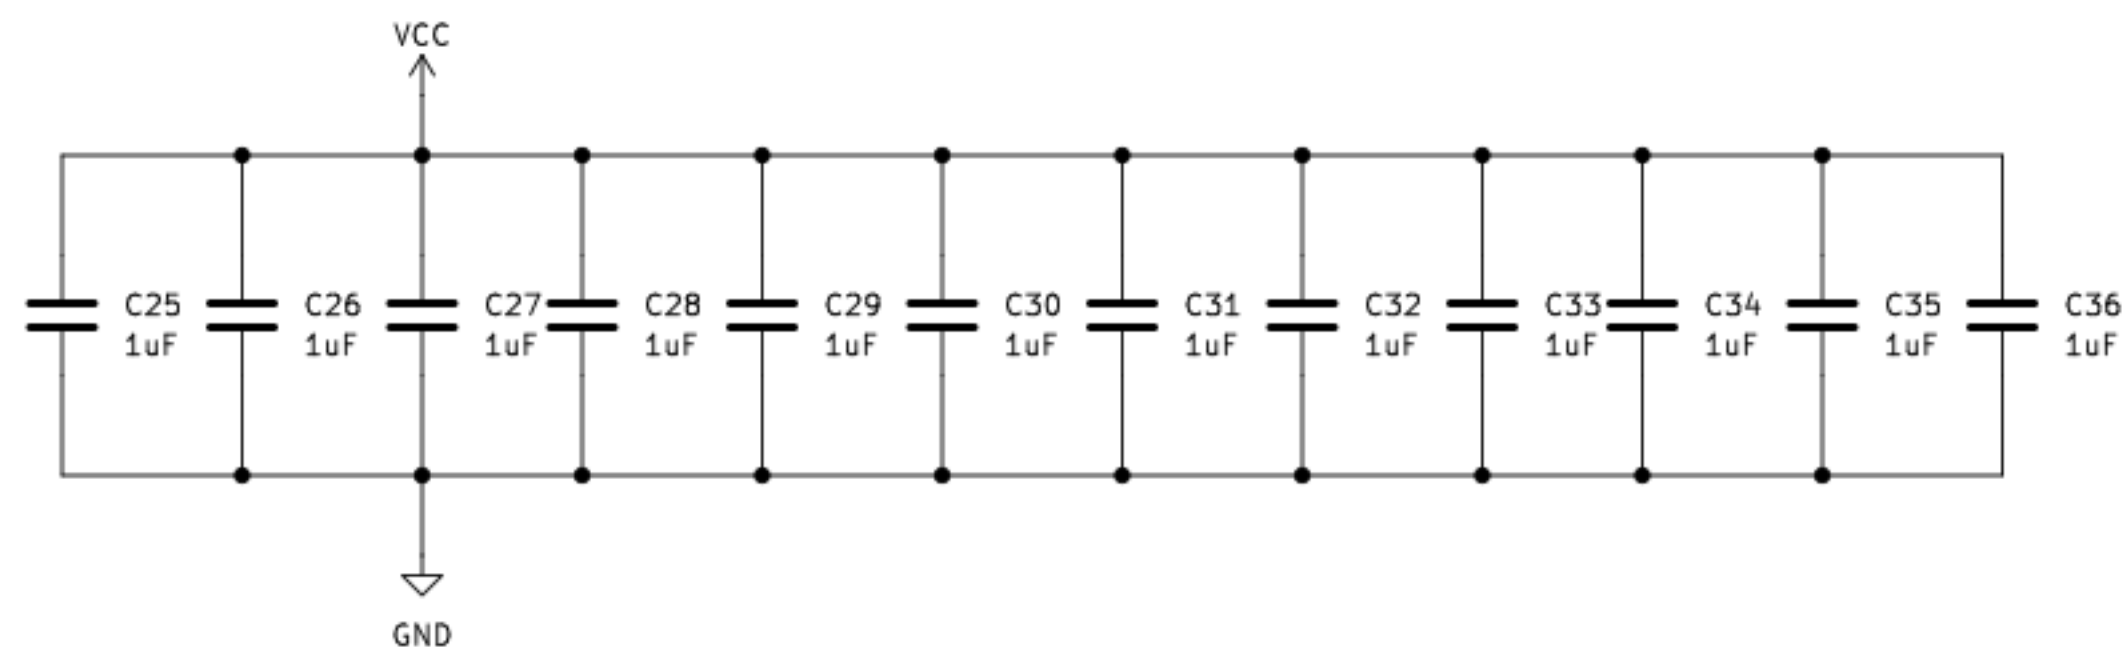 VCC
C25 C26 C27 C28 C29 C30 C31 C32 C33 C34 C35 C36
1uF 1uF 1uF 1uF 1uF 1uF 1uF 1uF 1uF 1uF 1uF 1uF
GND